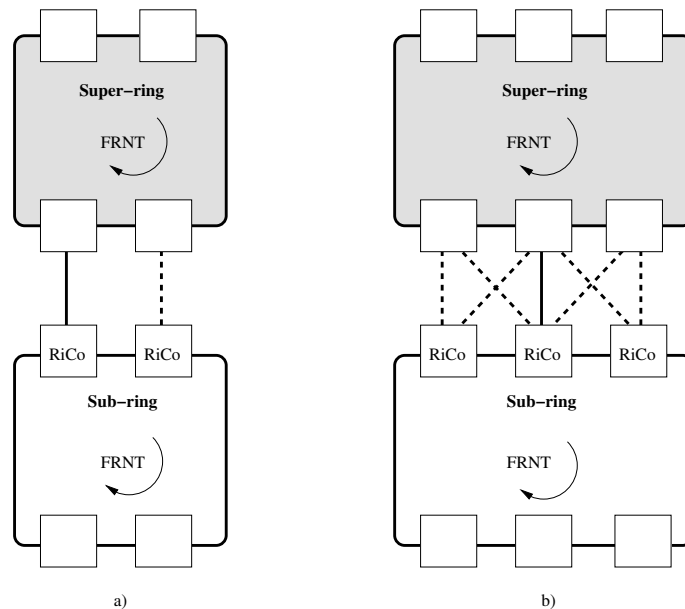 Super−ring
FRNT
RiCo RiCo
Sub−ring
FRNT
a)
Super−ring
FRNT
RiCo RiCo RiCo
Sub−ring
FRNT
b)